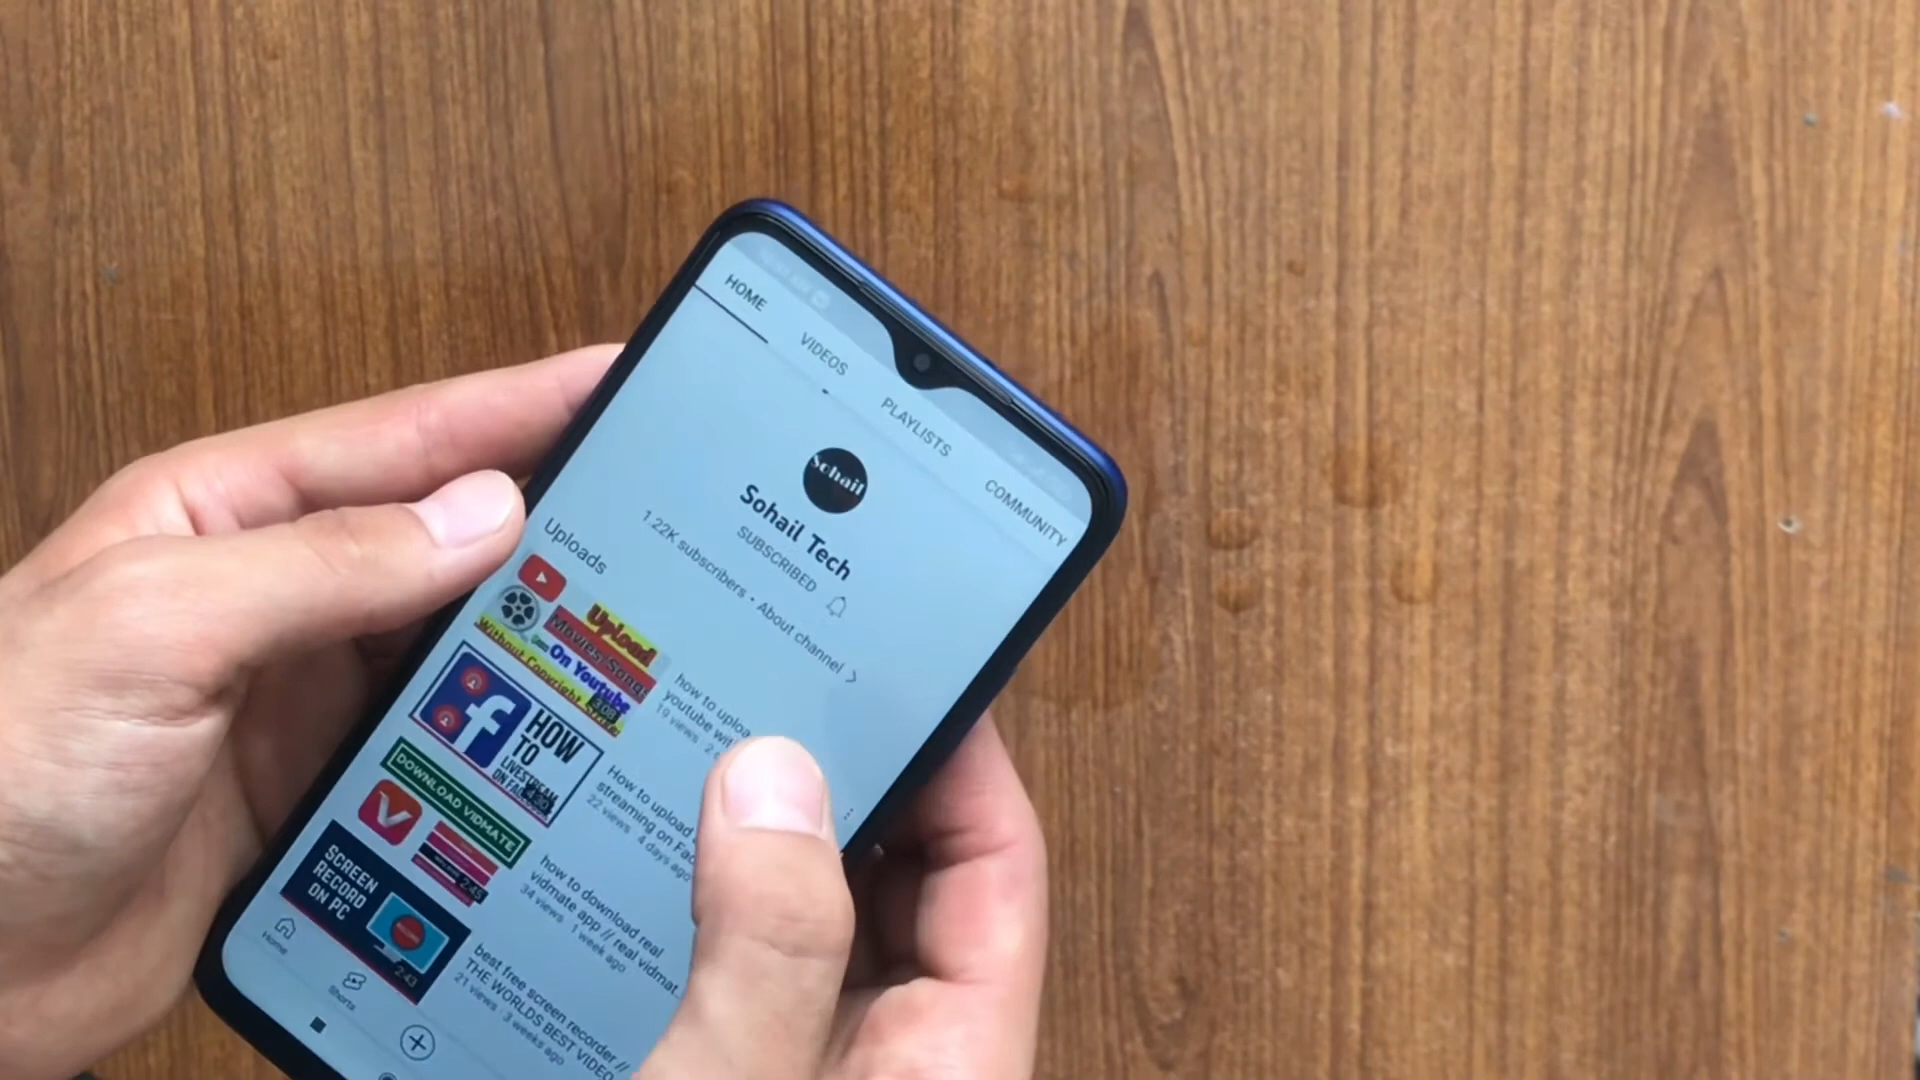 HOME
VIDEOS
PLAYLISTS
COMMUNITY
Sohail
Sohail Tech
SUBSCRIBED
1.22K subscribers • About channel >
Uploads
Upload
Movies Songs
On Youtube
Without Copyright
3:08
how to uploa
youtube wit
19 views · 2
HOW
TO
LIVESTREAM
How to upload
streaming on Fac
22 views · 4 days ago
DOWNLOAD VIDMATE
2:45
how to download real
vidmate app // real vidmat...
34 views · 1 week ago
SCREEN
RECORD
ON PC
2:43
best free screen recorder //
THE WORLDS BEST VIDEO
21 views · 3 weeks ago
Home
Shorts